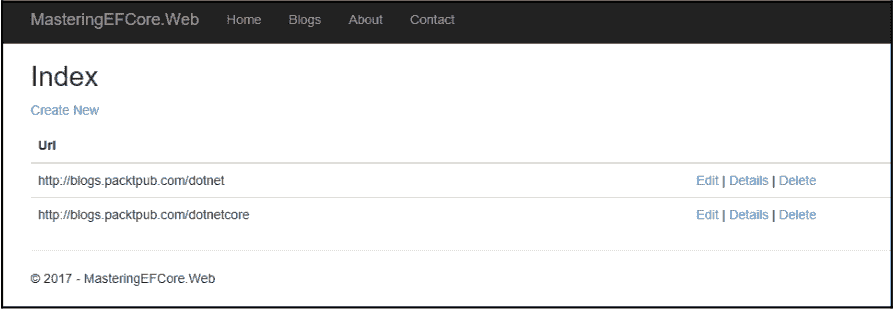 MasteringEFCore.Web Home Blogs About Contact
Index
Create New
Url
http://blogs.packtpub.com/dotnet Edit | Details | Delete
http://blogs.packtpub.com/dotnetcore Edit | Details | Delete
© 2017 - MasteringEFCore.Web